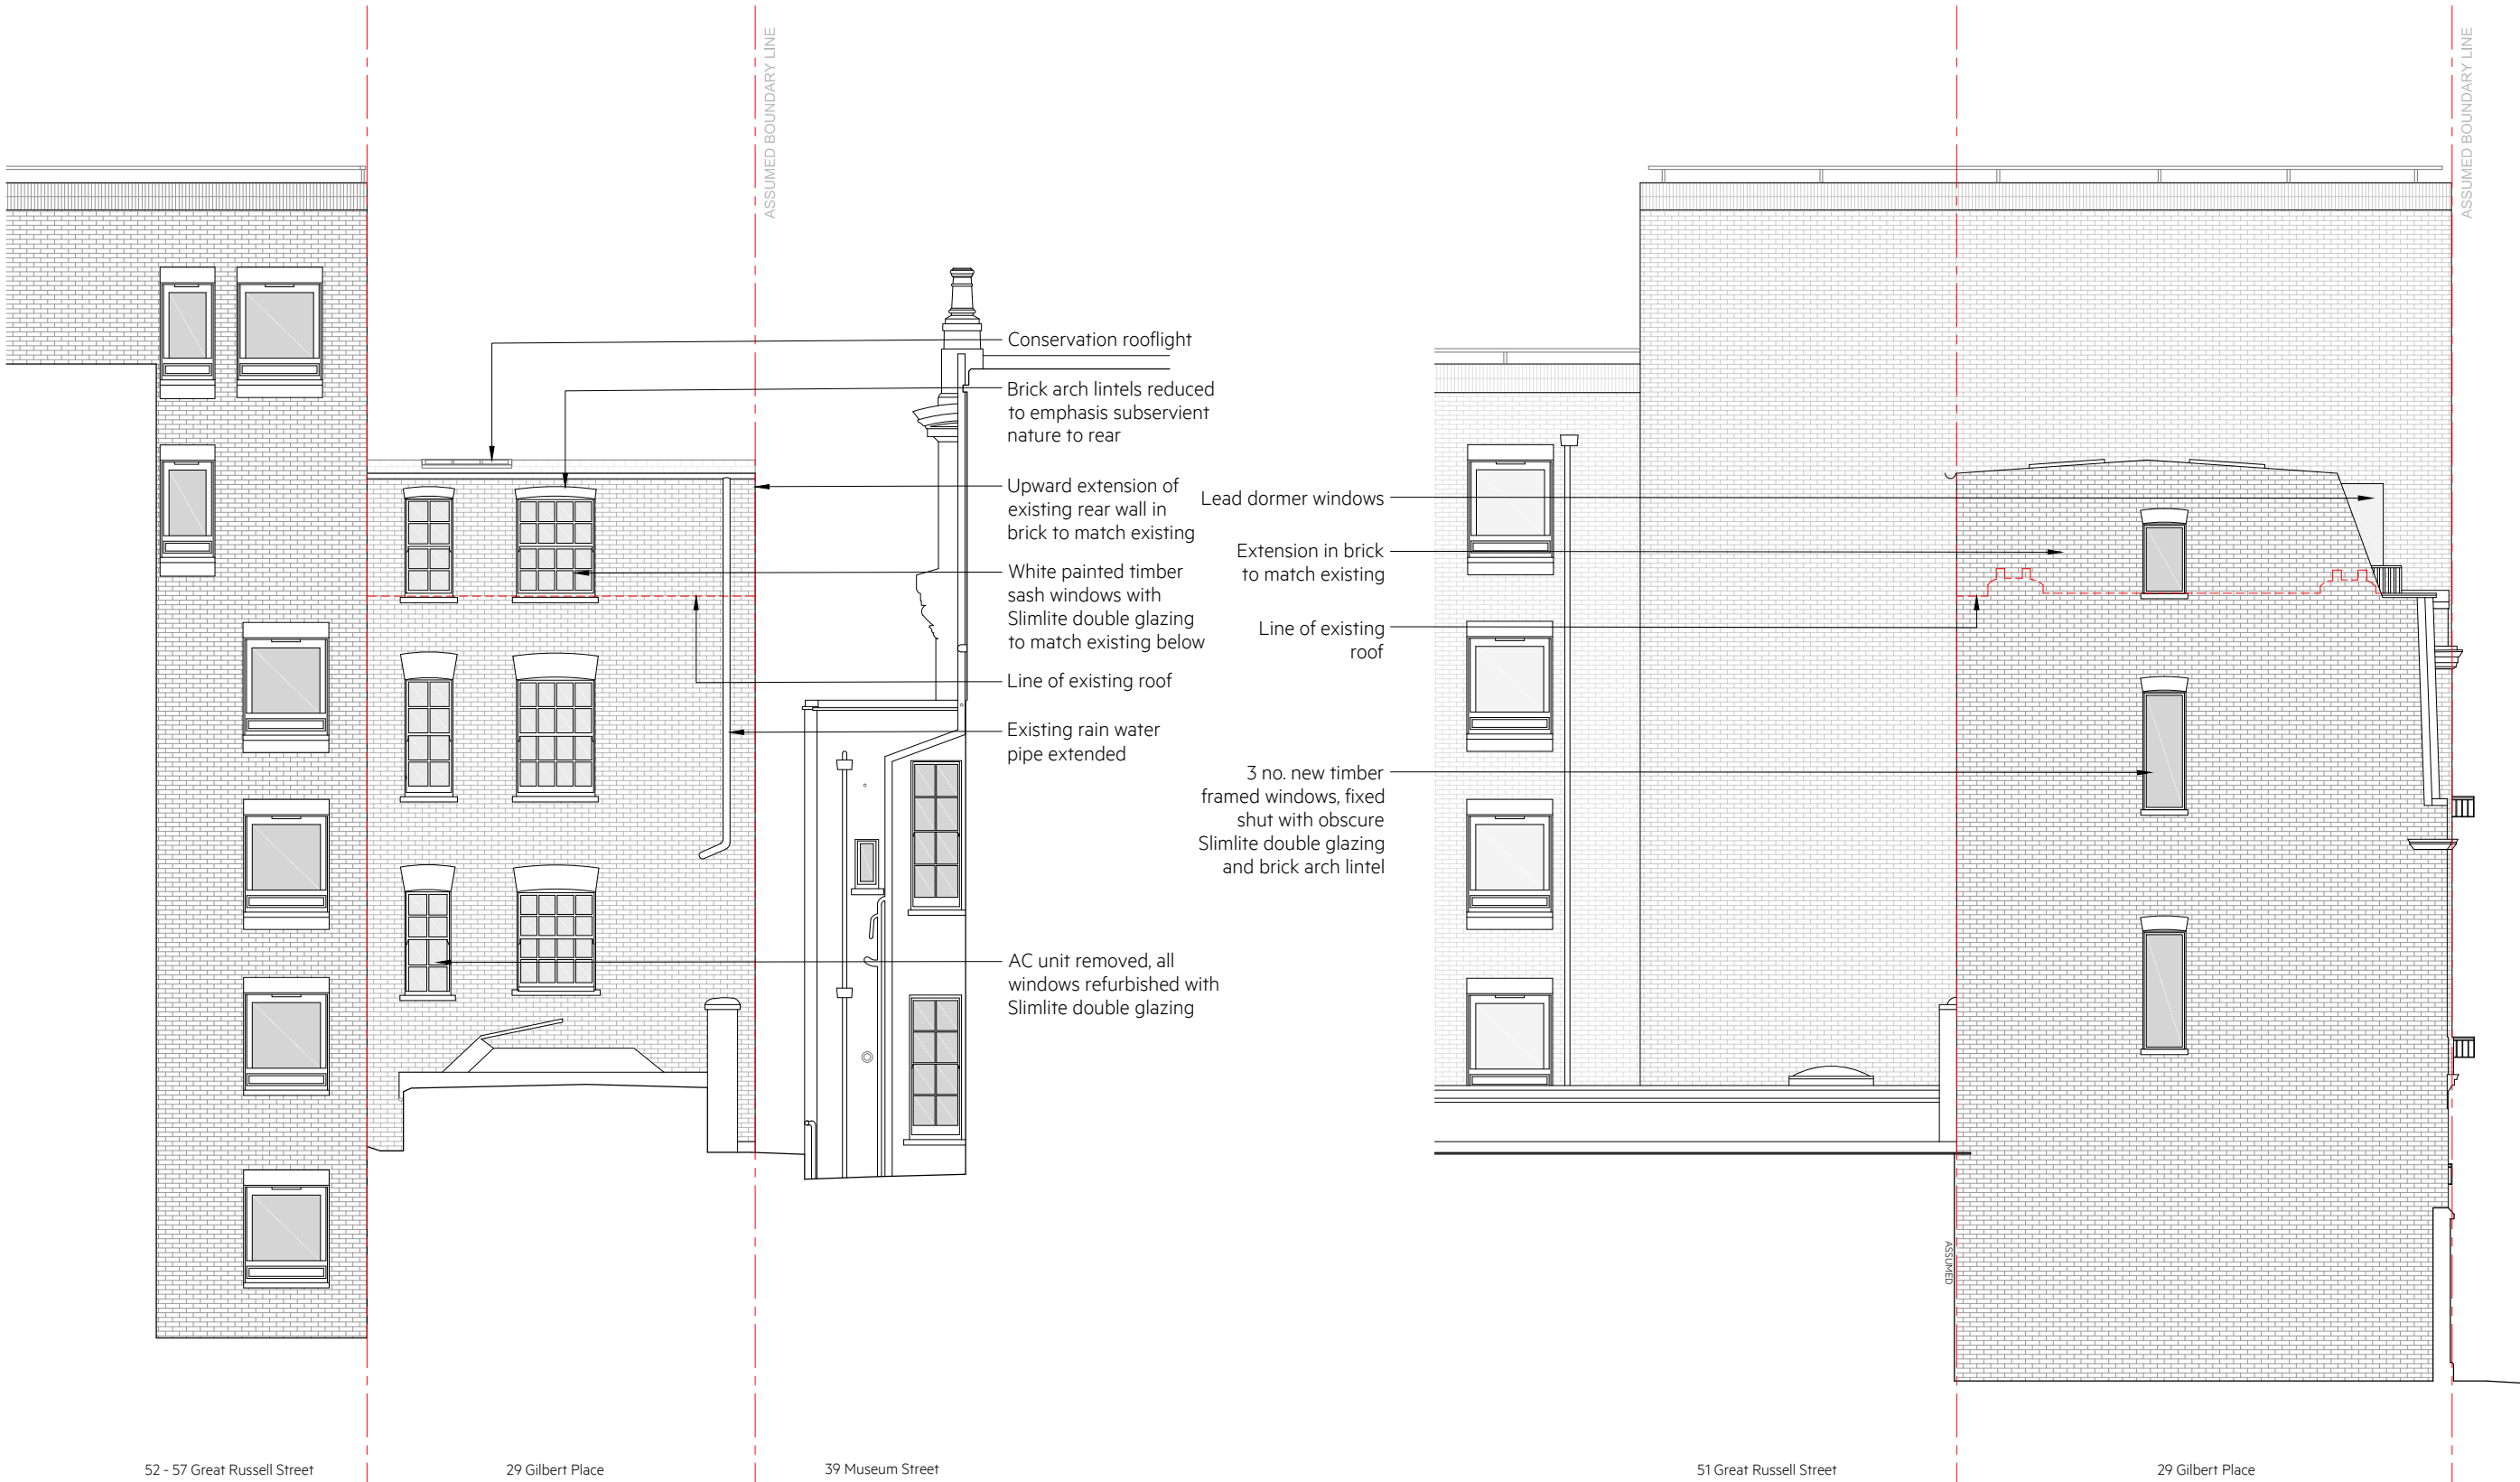 ASSUMED BOUNDARY LINE
Conservation rooflight
Brick arch lintels reduced
to emphasis subservient
nature to rear
Upward extension of
existing rear wall in
brick to match existing
White painted timber
sash windows with
Slimlite double glazing
to match existing below
Line of existing roof
Existing rain water
pipe extended
AC unit removed, all
windows refurbished with
Slimlite double glazing
52 - 57 Great Russell Street
29 Gilbert Place
39 Museum Street
ASSUMED BOUNDARY LINE
Lead dormer windows
Extension in brick
to match existing
Line of existing
roof
3 no. new timber
framed windows, fixed
shut with obscure
Slimlite double glazing
and brick arch lintel
ASSUMED
51 Great Russell Street
29 Gilbert Place